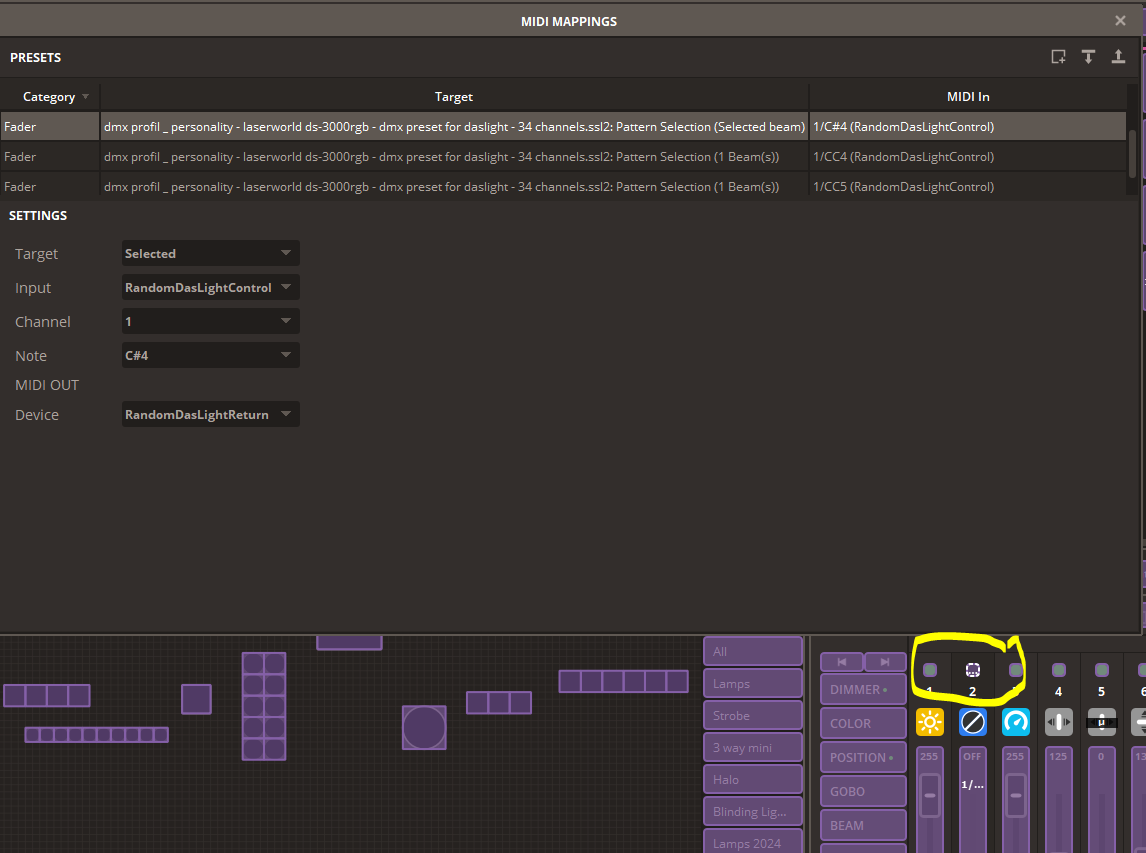 MIDI MAPPINGS
PRESETS
Category Target MIDI In
Fader dmx profil _ personality - laserworld ds-3000rgb - dmx preset for daslight - 34 channels.ssl2: Pattern Selection (Selected beam) 1/C#4 (RandomDasLightControl)
Fader dmx profil _ personality - laserworld ds-3000rgb - dmx preset for daslight - 34 channels.ssl2: Pattern Selection (1 Beam(s)) 1/CC4 (RandomDasLightControl)
Fader dmx profil _ personality - laserworld ds-3000rgb - dmx preset for daslight - 34 channels.ssl2: Pattern Selection (1 Beam(s)) 1/CC5 (RandomDasLightControl)
SETTINGS
Target Selected
Input RandomDasLightControl
Channel 1
Note C#4
MIDI OUT
Device RandomDasLightReturn
All
Lamps
Strobe
3 way mini
Halo
Blinding Lig...
Lamps 2024
DIMMER
COLOR
POSITION
GOBO
BEAM
1 2 4 5 6
255 OFF 255 125 0
1/...